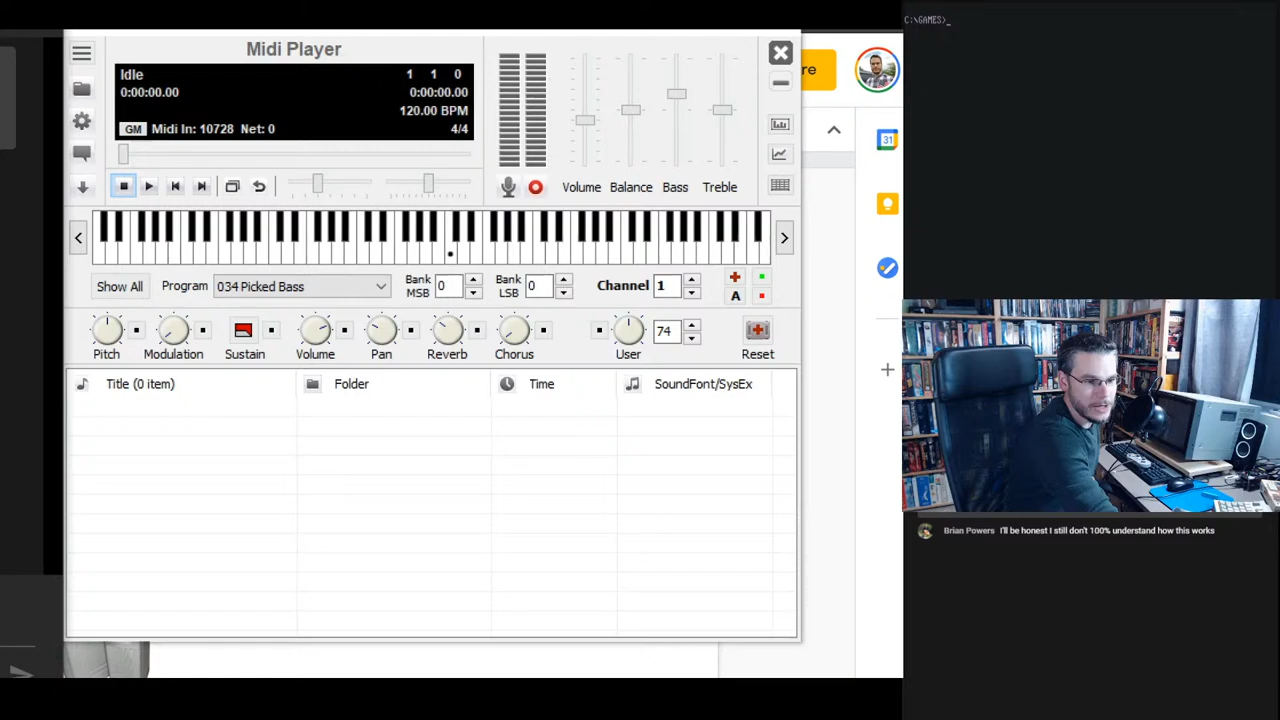 C:\GAMES>_
Midi Player
Idle
1 1 0
0:00:00.00
0:00:00.00
120.00 BPM
GM Midi In: 10728 Net: 0
4/4
re
31
Volume Balance Bass Treble
Show All Program 034 Picked Bass Bank MSB 0 Bank LSB 0 Channel 1
A
74
Pitch Modulation Sustain Volume Pan Reverb Chorus User Reset
Title (0 item) Folder Time SoundFont/SysEx
Brian Powers I'll be honest I still don't 100% understand how this works